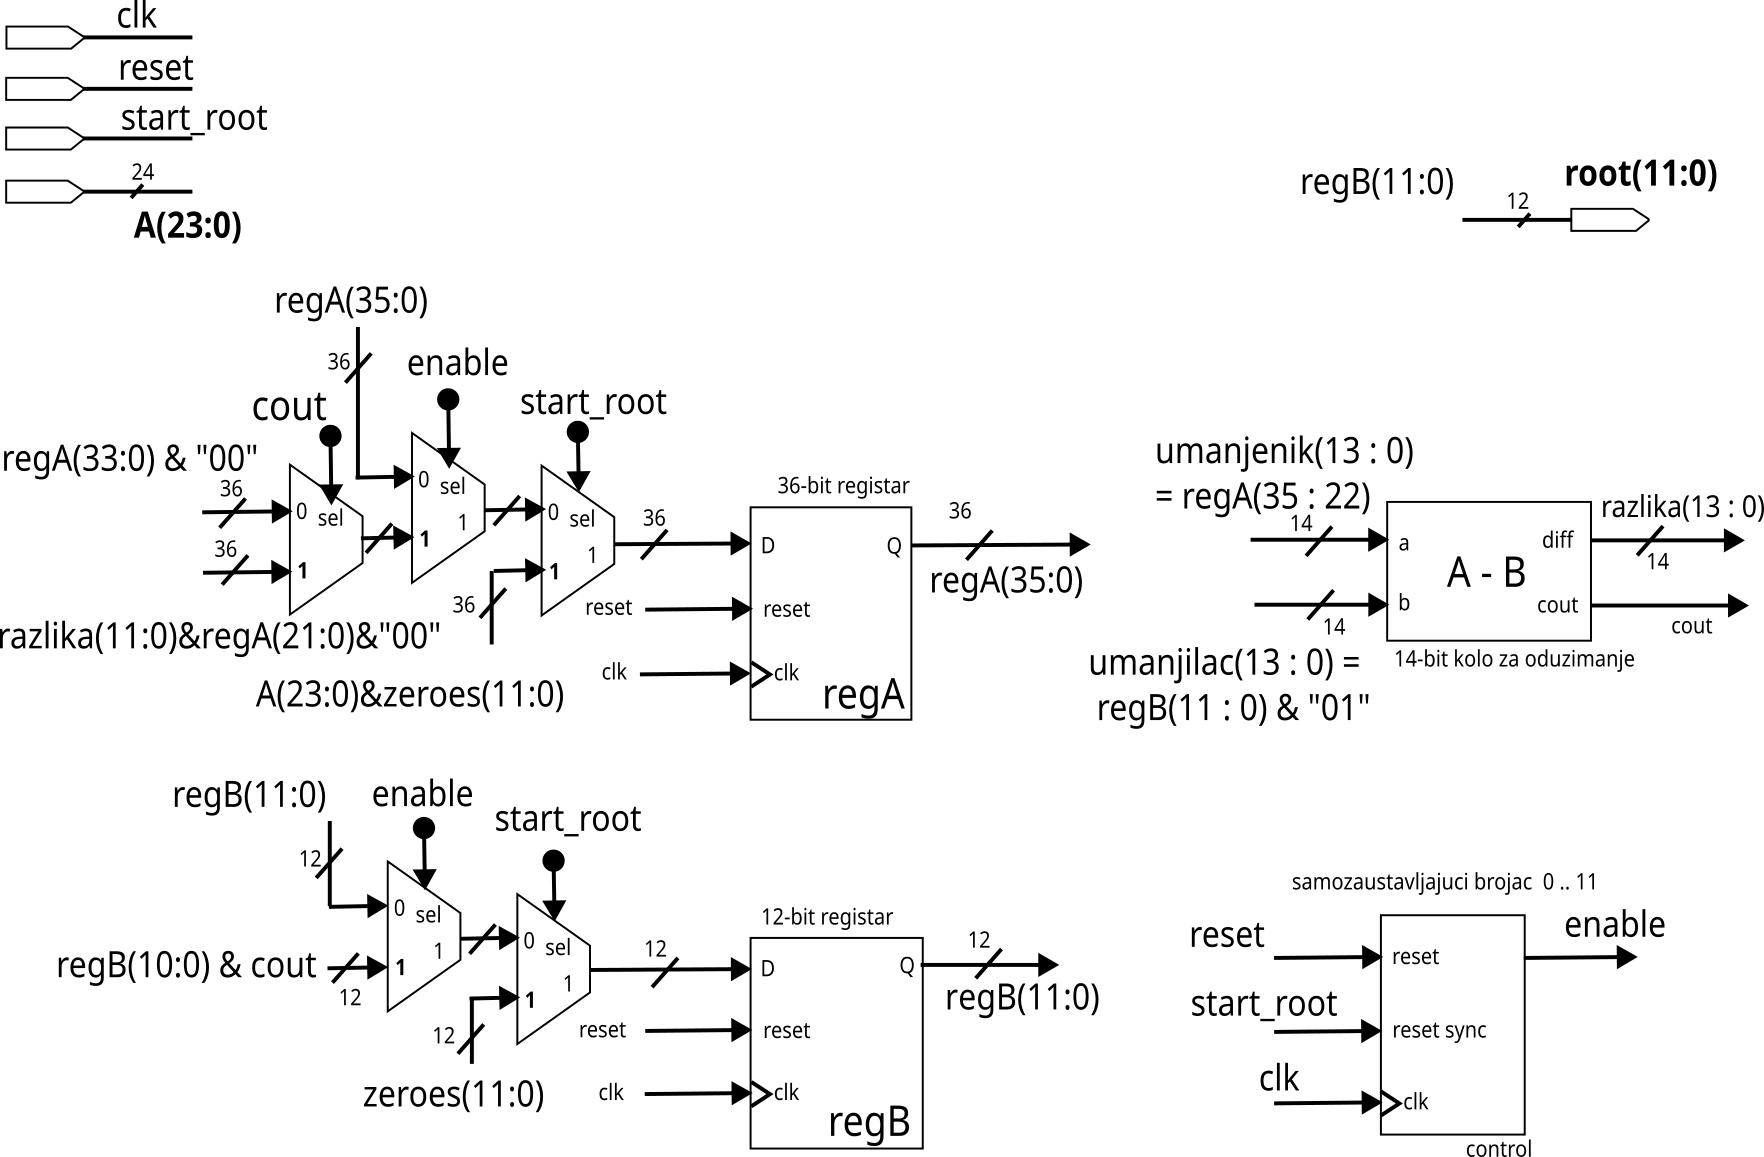 clk
reset
start_root
24
A(23:0)
regB(11:0)
12
root(11:0)
regA(35:0)
36
enable
cout
start_root
regA(33:0) & "00"
36
0
sel
36
1
0
sel
1
1
0
sel
1
1
36
razlika(11:0)&regA(21:0)&"00"
A(23:0)&zeroes(11:0)
36
36-bit registar
D
Q
reset
reset
clk
clk
regA
36
regA(35:0)
umanjenik(13 : 0)
= regA(35 : 22)
14
a
A - B
diff
razlika(13 : 0)
14
b
cout
cout
14
umanjilac(13 : 0) =
regB(11 : 0) & "01"
14-bit kolo za oduzimanje
regB(11:0)
enable
start_root
12
0
sel
1
1
regB(10:0) & cout
12
0
sel
1
1
12
zeroes(11:0)
12
12-bit registar
D
Q
reset
reset
clk
clk
regB
12
regB(11:0)
samozaustavljajuci brojac 0 .. 11
reset
reset
enable
start_root
reset sync
clk
clk
control